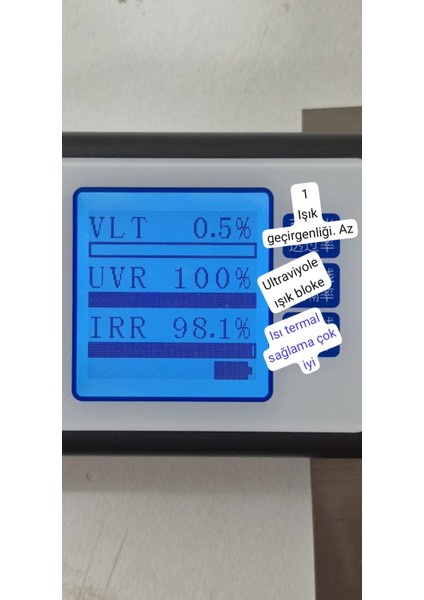 VLT 0.5%
UVR 100%
IRR 98.1%
1
Işık
geçirgenliği. Az
Ultraviyole
ışık bloke
Isı termal
sağlama çok
iyi